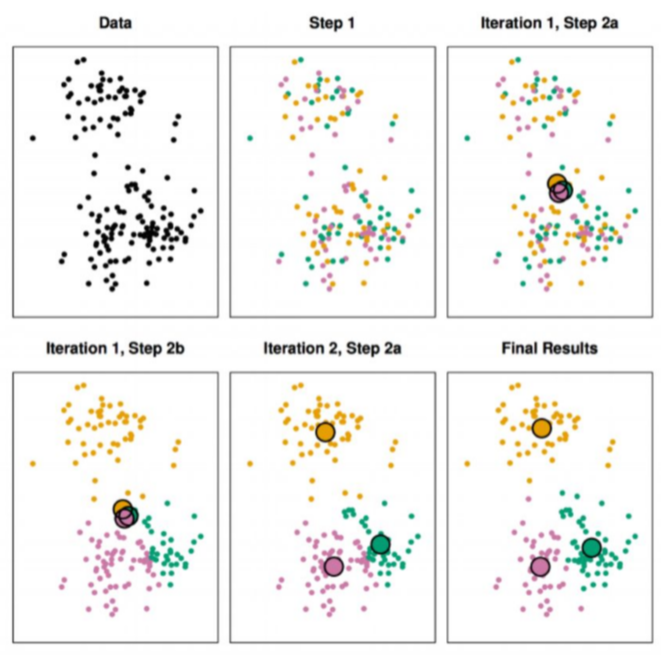 Data
Step 1
Iteration 1, Step 2a
Iteration 1, Step 2b
Iteration 2, Step 2a
Final Results